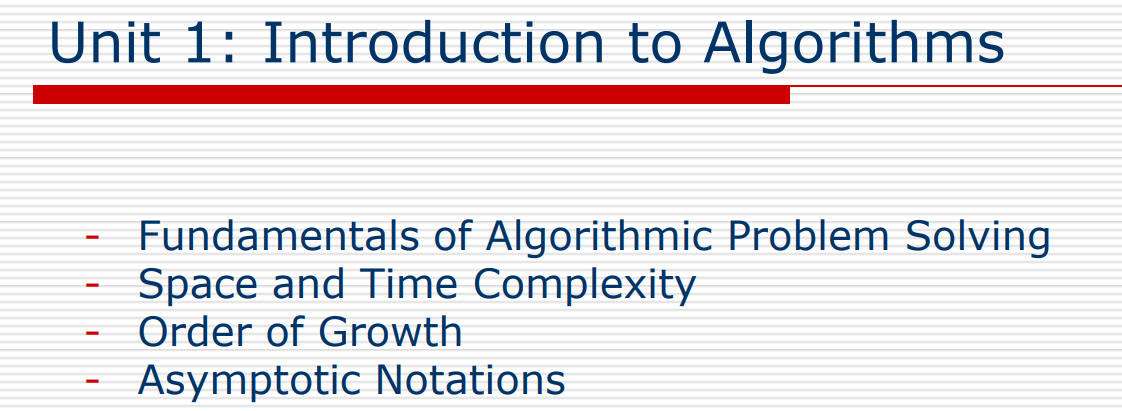 Unit 1: Introduction to Algorithms
- Fundamentals of Algorithmic Problem Solving
- Space and Time Complexity
- Order of Growth
- Asymptotic Notations